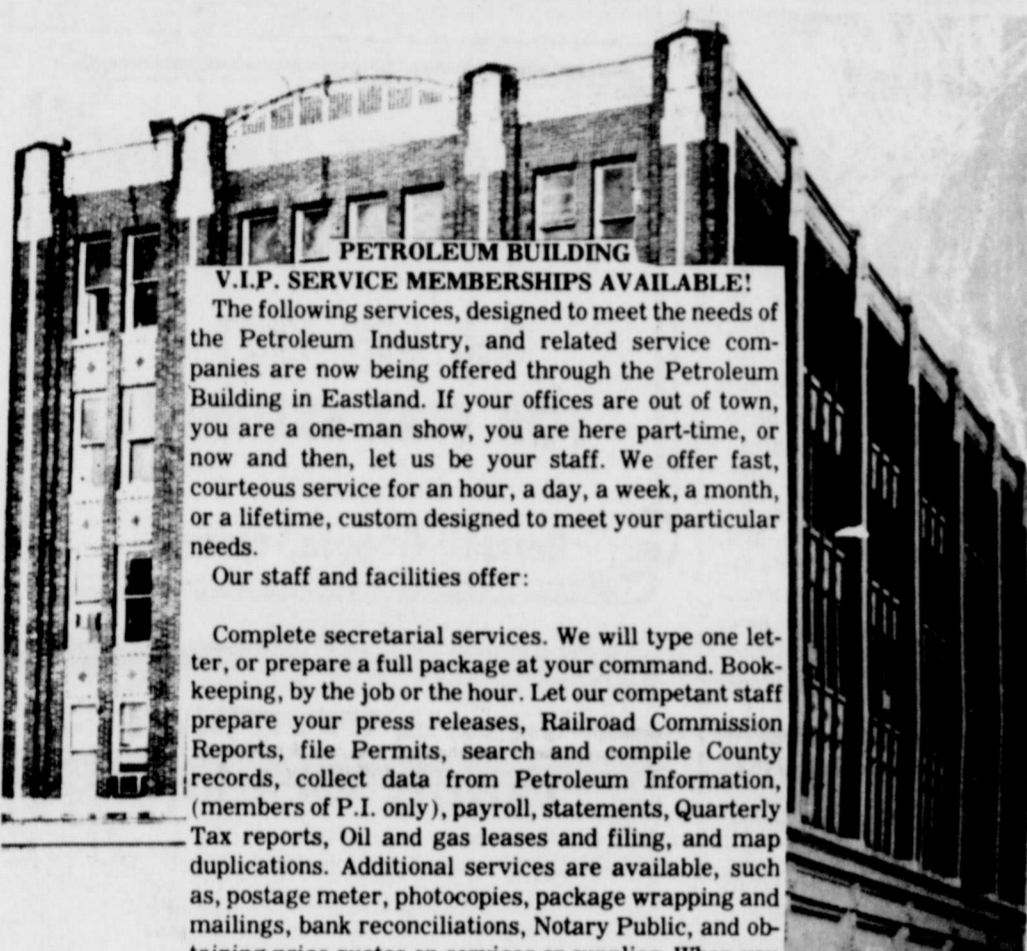 PETROLEUM BUILDING
V.I.P. SERVICE MEMBERSHIPS AVAILABLE!
The following services, designed to meet the needs of
the Petroleum Industry, and related service com-
panies are now being offered through the Petroleum
Building in Eastland. If your offices are out of town,
you are a one-man show, you are here part-time, or
now and then, let us be your staff. We offer fast,
courteous service for an hour, a day, a week, a month,
or a lifetime, custom designed to meet your particular
needs.
Our staff and facilities offer:
Complete secretarial services. We will type one let-
ter, or prepare a full package at your command. Book-
keeping, by the job or the hour. Let our competant staff
prepare your press releases, Railroad Commission
Reports, file Permits, search and compile County
records, collect data from Petroleum Information,
(members of P.I. only), payroll, statements, Quarterly
Tax reports, Oil and gas leases and filing, and map
duplications. Additional services are available, such
as, postage meter, photocopies, package wrapping and
mailings, bank reconciliations, Notary Public, and ob-